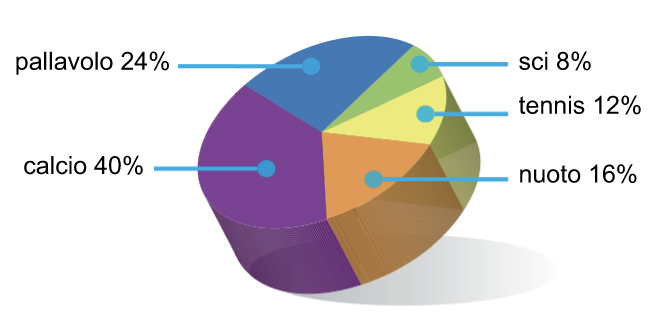 pallavolo 24%
sci 8%
tennis 12%
calcio 40%
nuoto 16%